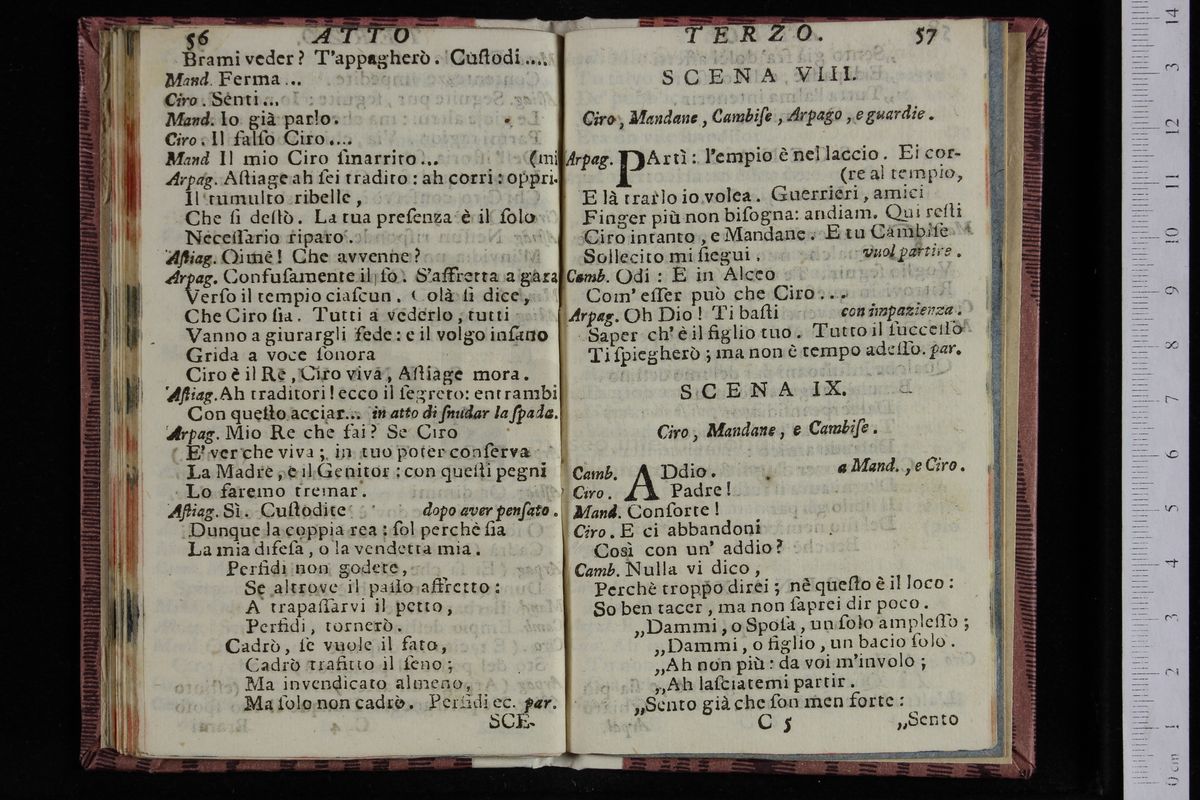 56 ATTO
Brami veder? T'appagherò. Cuſtodi ....
Mand. Ferma...
Ciro. Senti...
Mand. Io già parlo.
Ciro. Il falſo Ciro....
Mand Il mio Ciro ſmarrito... (mi
Arpag. Aſtiage ah ſei tradito: ah corri: oppri-
Il tumulto ribelle,
Che ſi deſtò. La tua preſenza è il ſolo
Neceſſario riparo.
Aſtiag. Oimè! Che avvenne?
Arpag. Confuſamente il ſo. S'affretta a gara
Verſo il tempio ciaſcun. Colà ſi dice,
Che Ciro ſia. Tutti a vederlo, tutti
Vanno a giurargli fede: e il volgo inſano
Grida a voce ſonora
Ciro è il Re, Ciro viva, Aſtiage mora.
Aſtiag. Ah traditori! ecco il ſegreto: entrambi
Con queſto acciar... in atto di ſnudar la ſpada.
Arpag. Mio Re che fai? Se Ciro
E' ver che viva; in tuo poter conſerva
La Madre, e il Genitor: con queſti pegni
Lo faremo tremar.
Aſtiag. Sì. Cuſtodite dopo aver penſato.
Dunque la coppia rea: ſol perchè ſia
La mia difeſa, o la vendetta mia.
Perfidi non godete,
Se altrove il paſſo affretto:
A trapaſſarvi il petto,
Perfidi, tornerò.
Cadrò, ſe vuole il fato,
Cadrò trafitto il ſeno;
Ma invendicato almeno,
Ma ſolo non cadrò. Perfidi ec. par.
SCE-
TERZO. 57
SCENA VIII.
Ciro, Mandane, Cambiſe, Arpago, e guardie.
Arpag. PArtì: l'empio è nel laccio. Ei cor-
(re al tempio,
E là trarlo io volea. Guerrieri, amici
Finger più non biſogna: andiam. Qui reſti
Ciro intanto, e Mandane. E tu Cambiſe
Sollecito mi ſiegui. vuol partire.
Camb. Odi: E in Alceo
Com' eſſer può che Ciro...
Arpag. Oh Dio! Ti baſti con impazienza.
Saper ch' è il figlio tuo. Tutto il ſucceſſo
Ti ſpiegherò; ma non è tempo adeſſo. par.
SCENA IX.
Ciro, Mandane, e Cambiſe.
Camb. ADdio. a Mand., e Ciro.
Ciro. Padre!
Mand. Conſorte!
Ciro. E ci abbandoni
Così con un' addio?
Camb. Nulla vi dico,
Perchè troppo direi; nè queſto è il loco:
So ben tacer, ma non ſaprei dir poco.
„Dammi, o Spoſa, un ſolo ampleſſo;
„Dammi, o figlio, un bacio ſolo.
„Ah non più: da voi m'involo;
„Ah laſciatemi partir.
„Sento già che ſon men forte:
C 5 „Sento